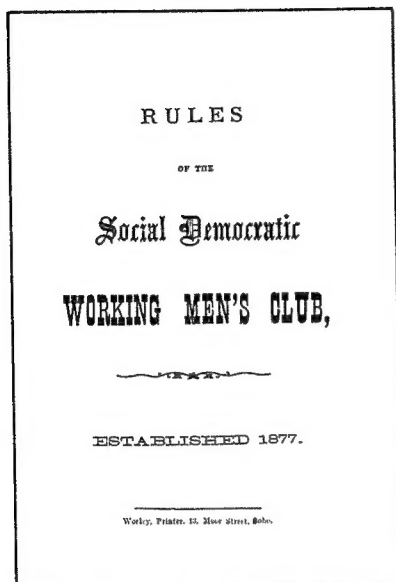 RULES
OF THE
Social Democratic
WORKING MEN'S CLUB,
ESTABLISHED 1877.
Worley, Printer, 13, Moor Street, Soho.